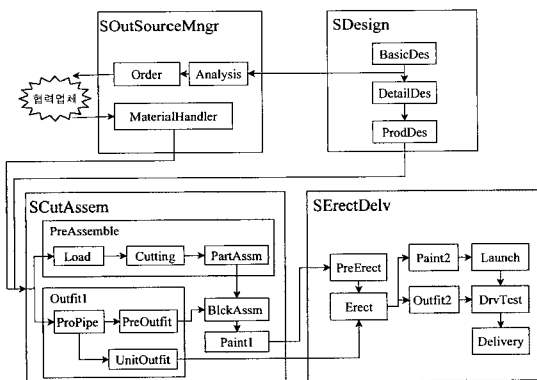 SOutSourceMngr
SDesign
BasicDes
Order
Analysis
협력업체
DetailDes
MaterialHandler
ProdDes
SCutAssem
SErectDelv
PreAssemble
Load
Cutting
PartAssm
PreErect
Paint2
Launch
Outfit1
Erect
Outfit2
DrvTest
ProPipe
PreOutfit
BlckAssm
Paint1
Delivery
UnitOutfit